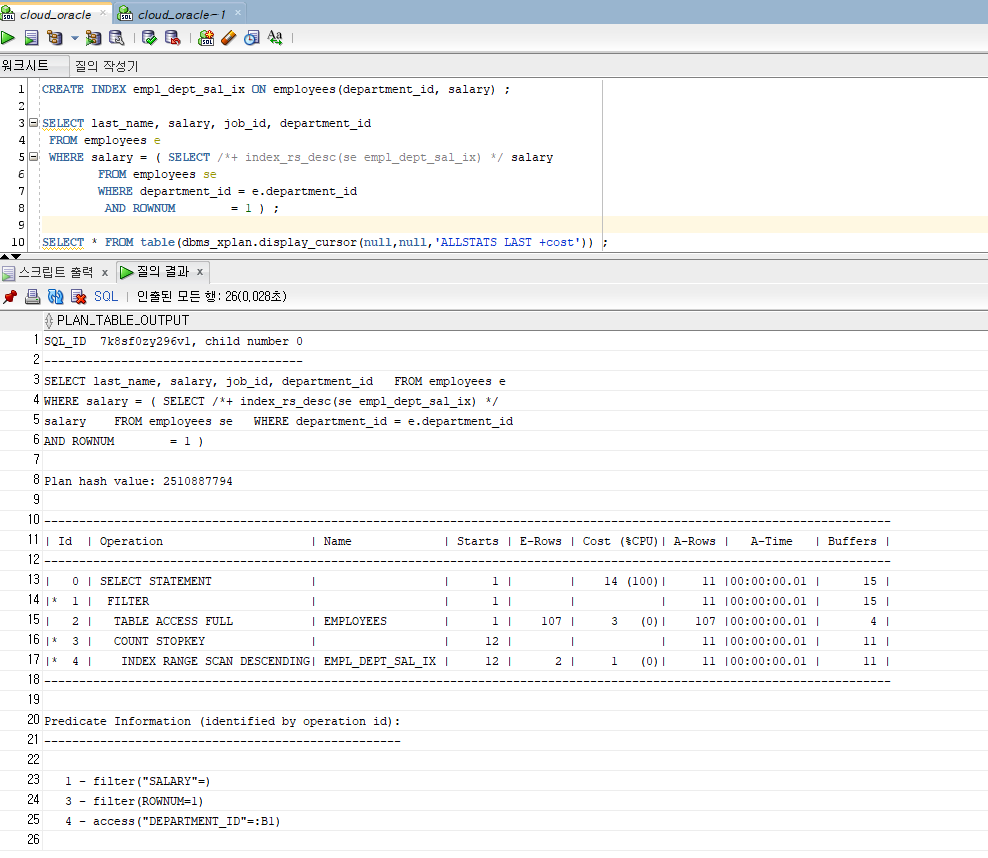 cloud_oracle × cloud_oracle~1 ×
워크시트 질의 작성기
1 CREATE INDEX empl_dept_sal_ix ON employees(department_id, salary) ;
2
3 SELECT last_name, salary, job_id, department_id
4 FROM employees e
5 WHERE salary = ( SELECT /*+ index_rs_desc(se empl_dept_sal_ix) */ salary
6 FROM employees se
7 WHERE department_id = e.department_id
8 AND ROWNUM = 1 ) ;
9
10 SELECT * FROM table(dbms_xplan.display_cursor(null,null,'ALLSTATS LAST +cost')) ;
스크립트 출력 × 질의 결과 ×
SQL | 인출된 모든 행: 26(0,028초)
PLAN_TABLE_OUTPUT
1 SQL_ID 7k8sf0zy296v1, child number 0
2 -------------------------------------
3 SELECT last_name, salary, job_id, department_id FROM employees e
4 WHERE salary = ( SELECT /*+ index_rs_desc(se empl_dept_sal_ix) */
5 salary FROM employees se WHERE department_id = e.department_id
6 AND ROWNUM = 1 )
7
8 Plan hash value: 2510887794
9
10 -------------------------------------------------------------------------------------------------------------------------
11 | Id | Operation | Name | Starts | E-Rows | Cost (%CPU)| A-Rows | A-Time | Buffers |
12 -------------------------------------------------------------------------------------------------------------------------
13 | 0 | SELECT STATEMENT | | 1 | | 14 (100)| 11 |00:00:00.01 | 15 |
14 |* 1 | FILTER | | 1 | | | 11 |00:00:00.01 | 15 |
15 | 2 | TABLE ACCESS FULL | EMPLOYEES | 1 | 107 | 3 (0)| 107 |00:00:00.01 | 4 |
16 |* 3 | COUNT STOPKEY | | 12 | | | 11 |00:00:00.01 | 11 |
17 |* 4 | INDEX RANGE SCAN DESCENDING| EMPL_DEPT_SAL_IX | 12 | 2 | 1 (0)| 11 |00:00:00.01 | 11 |
18 -------------------------------------------------------------------------------------------------------------------------
19
20 Predicate Information (identified by operation id):
21 ---------------------------------------------------
22
23 1 - filter("SALARY"=)
24 3 - filter(ROWNUM=1)
25 4 - access("DEPARTMENT_ID"=:B1)
26